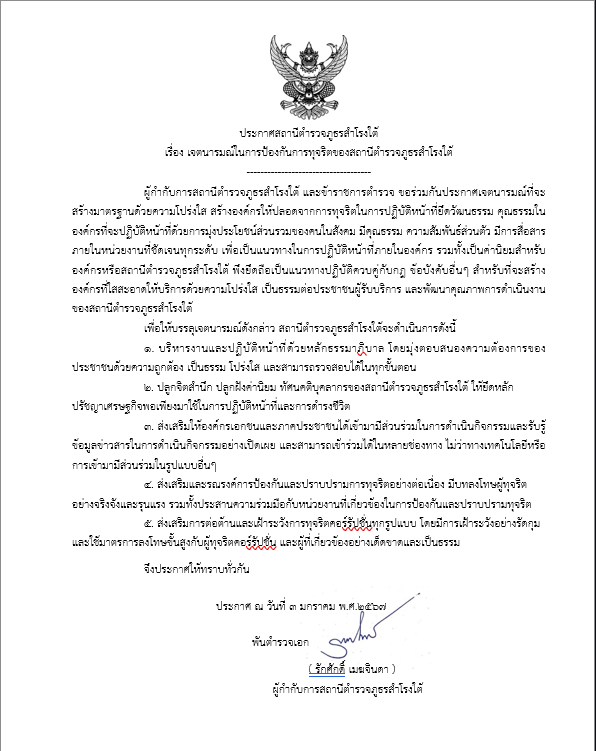 ประกาศสถานีตำรวจภูธรสำโรงใต้
เรื่อง เจตนารมณ์ในการป้องกันการทุจริตของสถานีตำรวจภูธรสำโรงใต้
------------------------------------
ผู้กำกับการสถานีตำรวจภูธรสำโรงใต้ และข้าราชการตำรวจ ขอร่วมกันประกาศเจตนารมณ์ที่จะ
สร้างมาตรฐานด้วยความโปร่งใส สร้างองค์กรให้ปลอดจากการทุจริตในการปฏิบัติหน้าที่ยึดวัฒนธรรม คุณธรรมใน
องค์กรที่จะปฏิบัติหน้าที่ด้วยการมุ่งประโยชน์ส่วนรวมของคนในสังคม มีคุณธรรม ความสัมพันธ์ส่วนตัว มีการสื่อสาร
ภายในหน่วยงานที่ชัดเจนทุกระดับ เพื่อเป็นแนวทางในการปฏิบัติหน้าที่ภายในองค์กร รวมทั้งเป็นค่านิยมสำหรับ
องค์กรหรือสถานีตำรวจภูธรสำโรงใต้ พึงยึดถือเป็นแนวทางปฏิบัติควบคู่กับกฎ ข้อบังคับอื่นๆ สำหรับที่จะสร้าง
องค์กรที่ใสสะอาดให้บริการด้วยความโปร่งใส เป็นธรรมต่อประชาชนผู้รับบริการ และพัฒนาคุณภาพการดำเนินงาน
ของสถานีตำรวจภูธรสำโรงใต้
เพื่อให้บรรลุเจตนารมณ์ดังกล่าว สถานีตำรวจภูธรสำโรงใต้จะดำเนินการดังนี้
๑. บริหารงานและปฏิบัติหน้าที่ด้วยหลักธรรมาภิบาล โดยมุ่งตอบสนองความต้องการของ
ประชาชนด้วยความถูกต้อง เป็นธรรม โปร่งใส และสามารถตรวจสอบได้ในทุกขั้นตอน
๒. ปลูกจิตสำนึก ปลูกฝังค่านิยม ทัศนคติบุคลากรของสถานีตำรวจภูธรสำโรงใต้ ให้ยึดหลัก
ปรัชญาเศรษฐกิจพอเพียงมาใช้ในการปฏิบัติหน้าที่และการดำรงชีวิต
๓. ส่งเสริมให้องค์กรเอกชนและภาคประชาชนได้เข้ามามีส่วนร่วมในการดำเนินกิจกรรมและรับรู้
ข้อมูลข่าวสารในการดำเนินกิจกรรมอย่างเปิดเผย และสามารถเข้าร่วมได้ในหลายช่องทาง ไม่ว่าทางเทคโนโลยีหรือ
การเข้ามามีส่วนร่วมในรูปแบบอื่นๆ
๔. ส่งเสริมและรณรงค์การป้องกันและปราบปรามการทุจริตอย่างต่อเนื่อง มีบทลงโทษผู้ทุจริต
อย่างจริงจังและรุนแรง รวมทั้งประสานความร่วมมือกับหน่วยงานที่เกี่ยวข้องในการป้องกันและปราบปรามทุจริต
๕. ส่งเสริมการต่อต้านและเฝ้าระวังการทุจริตคอร์รัปชั่นทุกรูปแบบ โดยมีการเฝ้าระวังอย่างรัดกุม
และใช้มาตรการลงโทษขั้นสูงกับผู้ทุจริตคอร์รัปชั่น และผู้ที่เกี่ยวข้องอย่างเด็ดขาดและเป็นธรรม
จึงประกาศให้ทราบทั่วกัน
ประกาศ ณ วันที่ ๓ มกราคม พ.ศ.๒๕๖๗
พันตำรวจเอก
( รักศักดิ์ เมฆจินดา )
ผู้กำกับการสถานีตำรวจภูธรสำโรงใต้